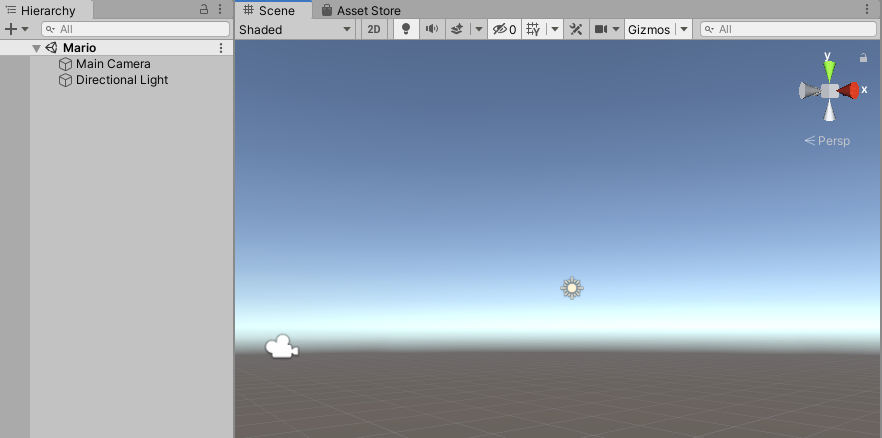 Hierarchy
All
Mario
Main Camera
Directional Light
Scene
Asset Store
Shaded
2D
0
Gizmos
All
y
x
Persp